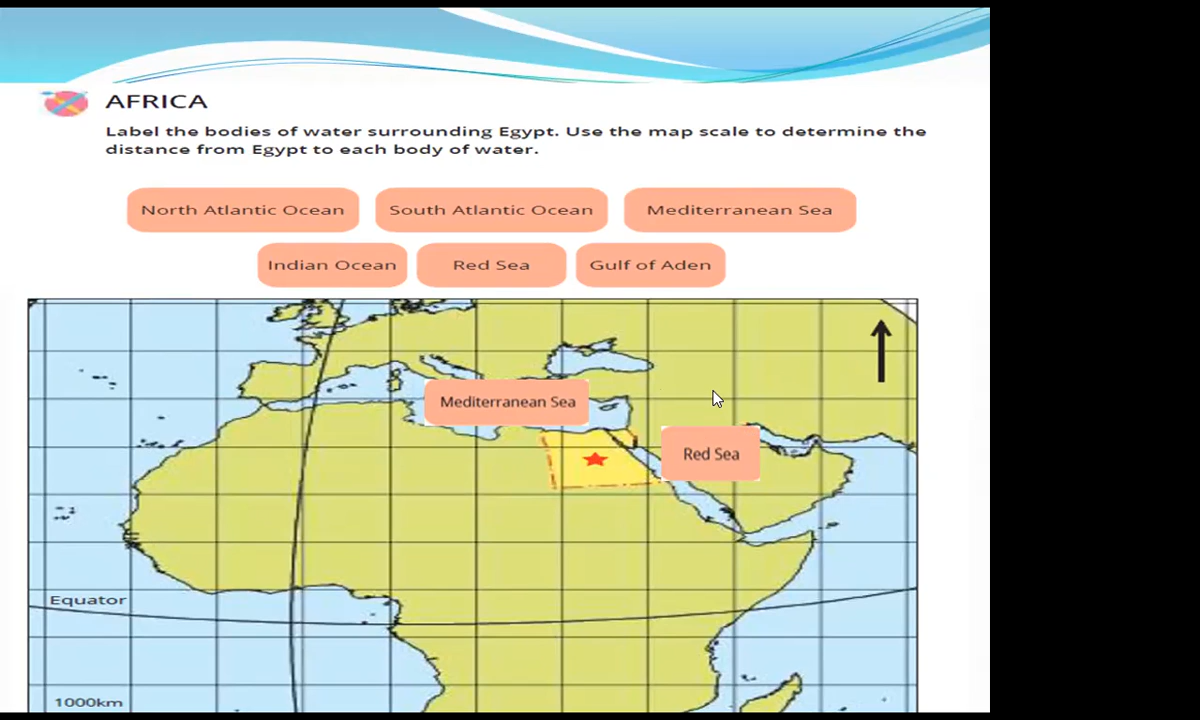 AFRICA
Label the bodies of water surrounding Egypt. Use the map scale to determine the
distance from Egypt to each body of water.
North Atlantic Ocean
South Atlantic Ocean
Mediterranean Sea
Indian Ocean
Red Sea
Gulf of Aden
Mediterranean Sea
Red Sea
Equator
1000km